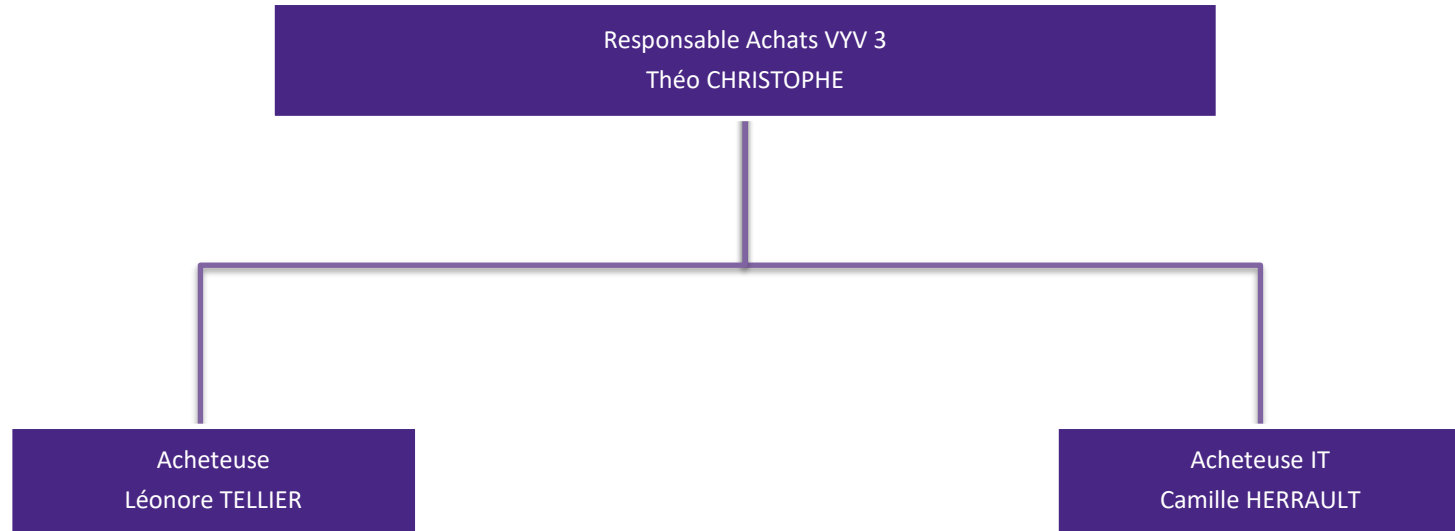 Responsable Achats VYV 3
Théo CHRISTOPHE
Acheteuse
Léonore TELLIER
Acheteuse IT
Camille HERRAULT